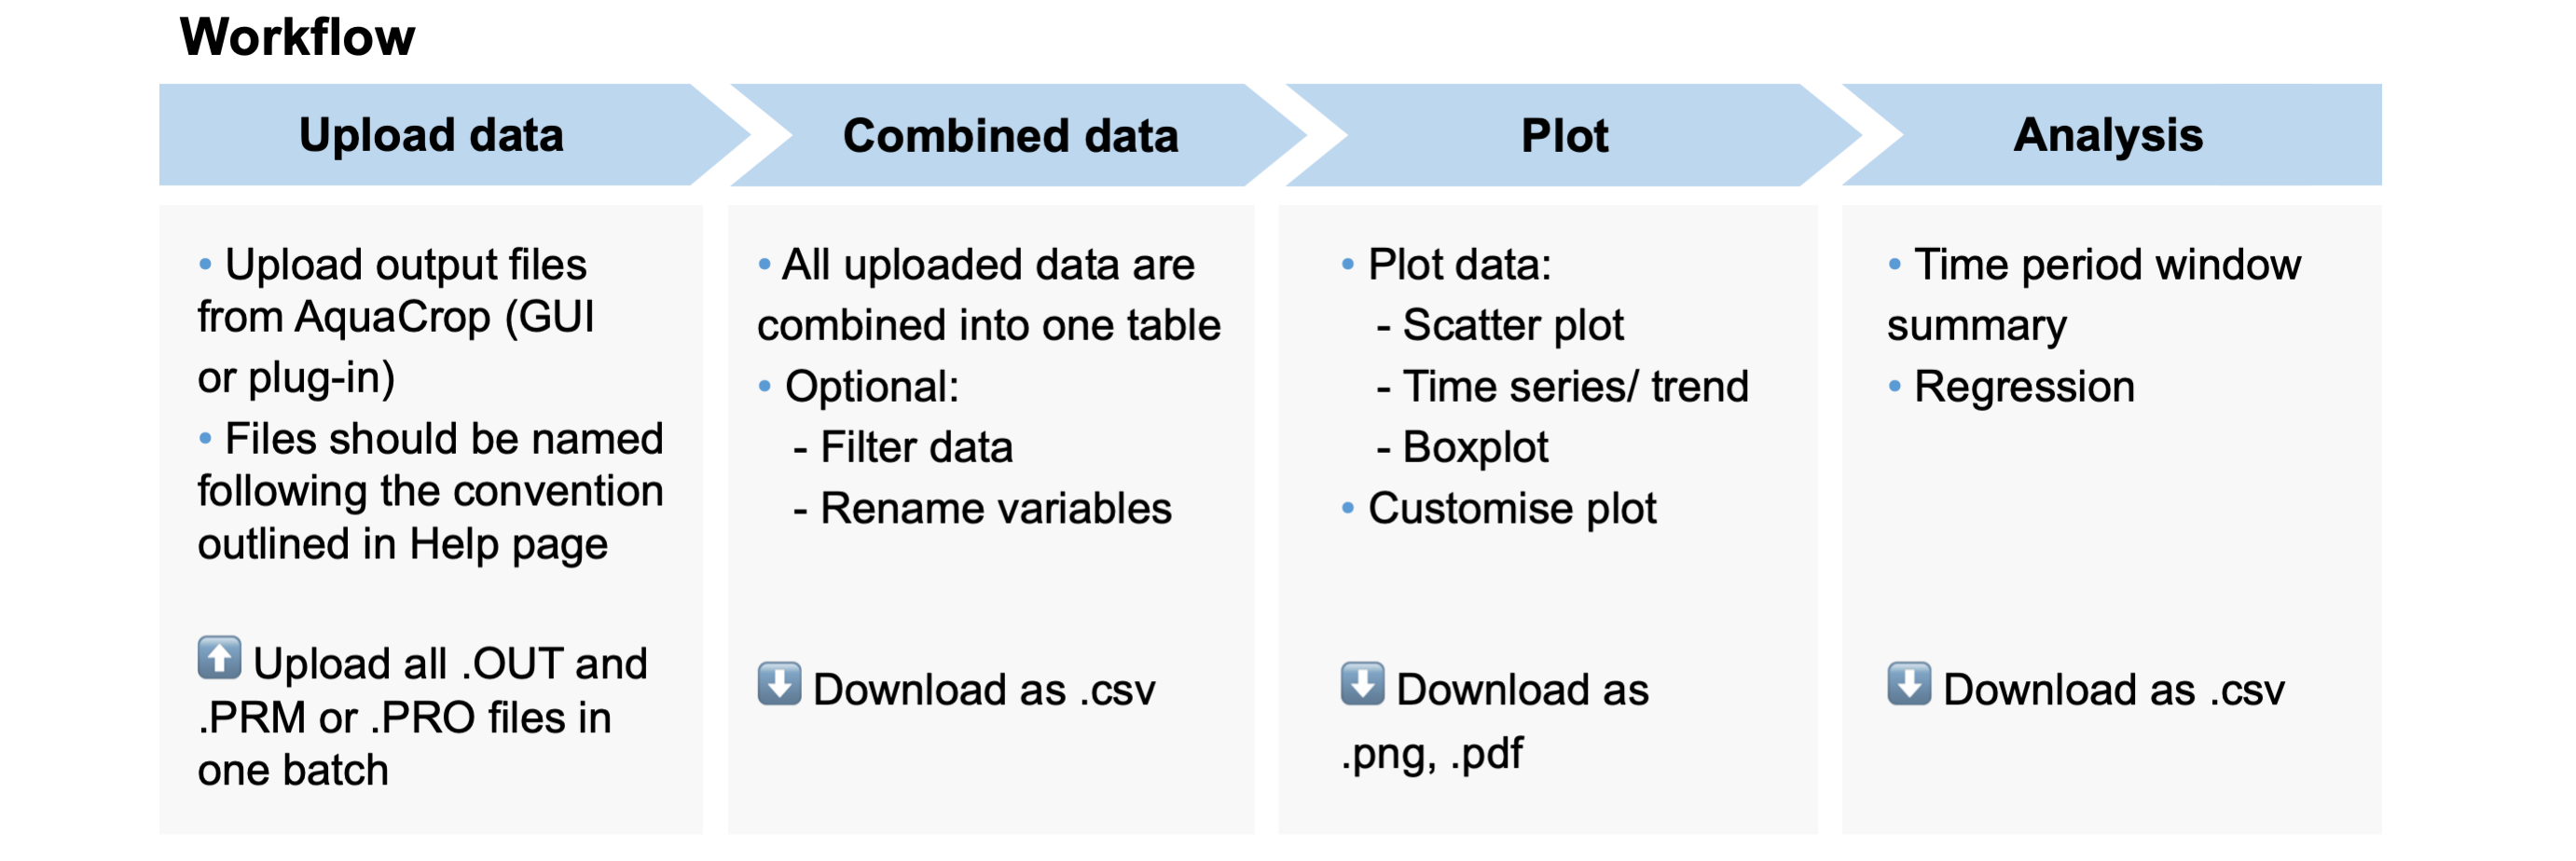 Workflow
Upload data
Combined data
Plot
Analysis
• Upload output files
from AquaCrop (GUI
or plug-in)
• Files should be named
following the convention
outlined in Help page
⬆️ Upload all .OUT and
.PRM or .PRO files in
one batch
• All uploaded data are
combined into one table
• Optional:
- Filter data
- Rename variables
⬇️ Download as .csv
• Plot data:
- Scatter plot
- Time series/ trend
- Boxplot
• Customise plot
⬇️ Download as
.png, .pdf
• Time period window
summary
• Regression
⬇️ Download as .csv